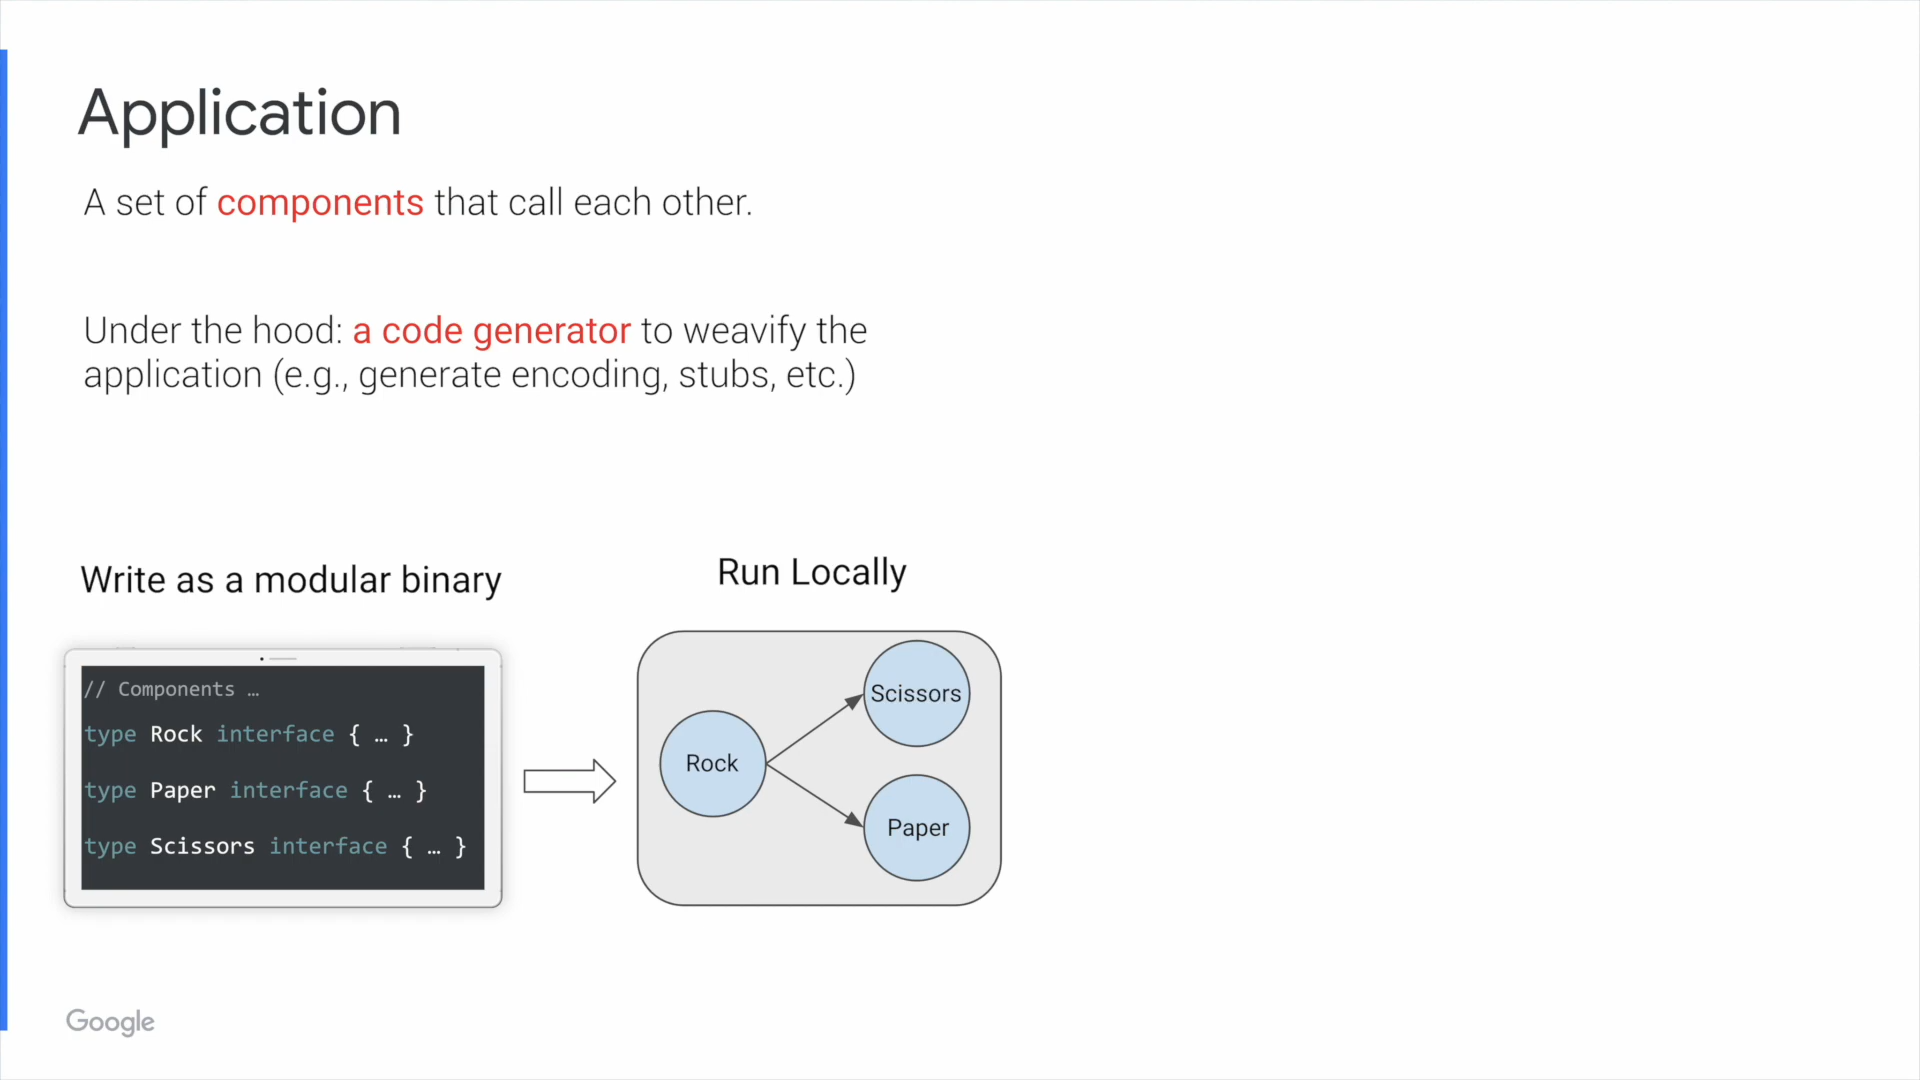 Application
A set of components that call each other.
Under the hood: a code generator to weavify the
application (e.g., generate encoding, stubs, etc.)
Write as a modular binary
// Components …
type Rock interface { … }
type Paper interface { … }
type Scissors interface { … }
Run Locally
Scissors
Rock
Paper
Google